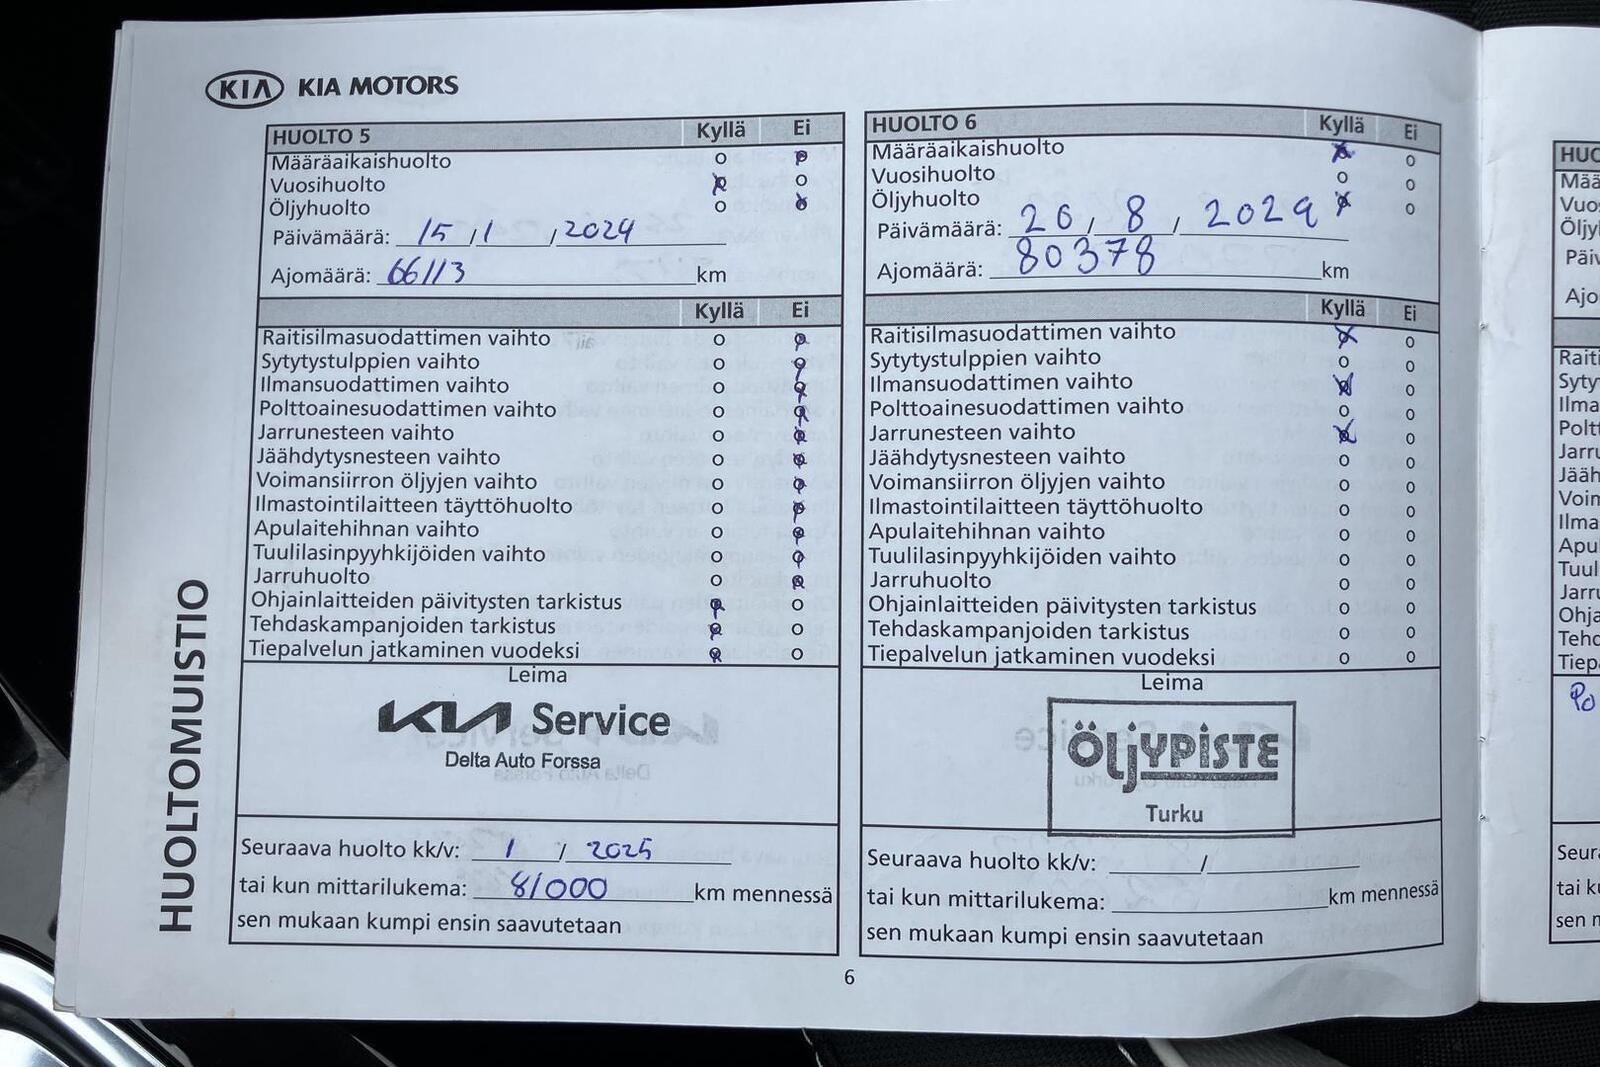 KIA KIA MOTORS
HUOLTOMUISTIO
HUOLTO 5 Kyllä Ei
Määräaikaishuolto o o
Vuosihuolto o o
Öljyhuolto o o
Päivämäärä: 15 / 1 / 2024
Ajomäärä: 66113 km
Kyllä Ei
Raitisilmasuodattimen vaihto o o
Sytytystulppien vaihto o o
Ilmansuodattimen vaihto o o
Polttoainesuodattimen vaihto o o
Jarrunesteen vaihto o o
Jäähdytysnesteen vaihto o o
Voimansiirron öljyjen vaihto o o
Ilmastointilaitteen täyttöhuolto o o
Apulaitehihnan vaihto o o
Tuulilasinpyyhkijöiden vaihto o o
Jarruhuolto o o
Ohjainlaitteiden päivitysten tarkistus o o
Tehdaskampanjoiden tarkistus o o
Tiepalvelun jatkaminen vuodeksi o o
Leima
KIA Service
Delta Auto Forssa
Seuraava huolto kk/v: 1 / 2025
tai kun mittarilukema: 81000 km mennessä
sen mukaan kumpi ensin saavutetaan
HUOLTO 6 Kyllä Ei
Määräaikaishuolto o o
Vuosihuolto o o
Öljyhuolto o o
Päivämäärä: 26 / 8 / 2024
Ajomäärä: 80378 km
Kyllä Ei
Raitisilmasuodattimen vaihto o o
Sytytystulppien vaihto o o
Ilmansuodattimen vaihto o o
Polttoainesuodattimen vaihto o o
Jarrunesteen vaihto o o
Jäähdytysnesteen vaihto o o
Voimansiirron öljyjen vaihto o o
Ilmastointilaitteen täyttöhuolto o o
Apulaitehihnan vaihto o o
Tuulilasinpyyhkijöiden vaihto o o
Jarruhuolto o o
Ohjainlaitteiden päivitysten tarkistus o o
Tehdaskampanjoiden tarkistus o o
Tiepalvelun jatkaminen vuodeksi o o
Leima
ÖLJYPISTE
Turku
Seuraava huolto kk/v: /
tai kun mittarilukema: km mennessä
sen mukaan kumpi ensin saavutetaan
6